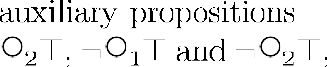 auxiliary propositions
○₂⊤, ¬○₁⊤ and ¬○₂⊤,